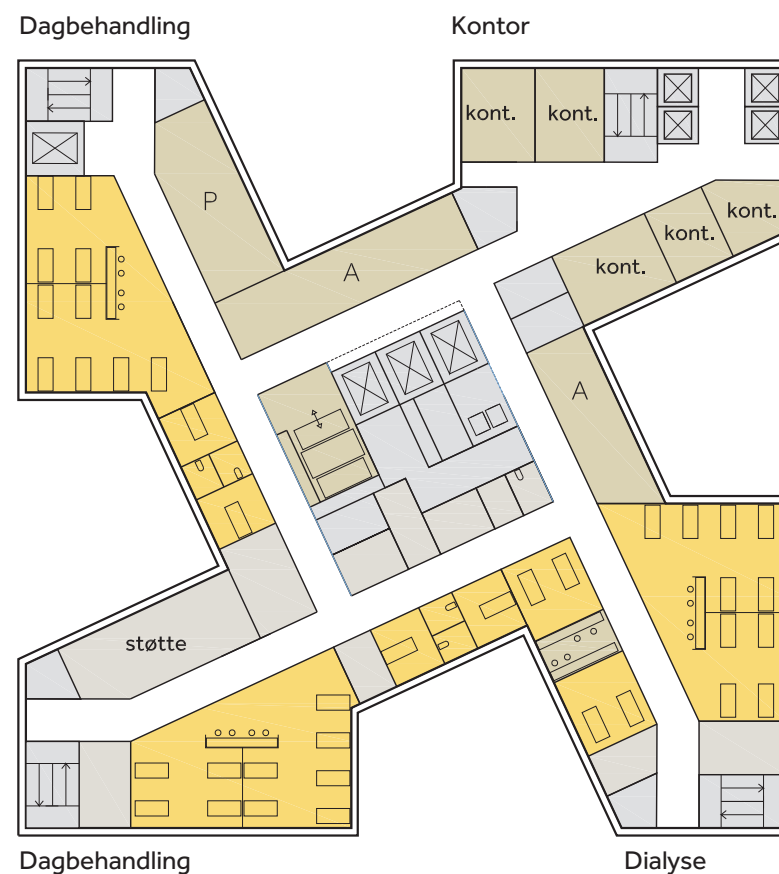 Dagbehandling
Kontor
kont.
kont.
P
kont.
kont.
kont.
A
A
støtte
Dagbehandling
Dialyse